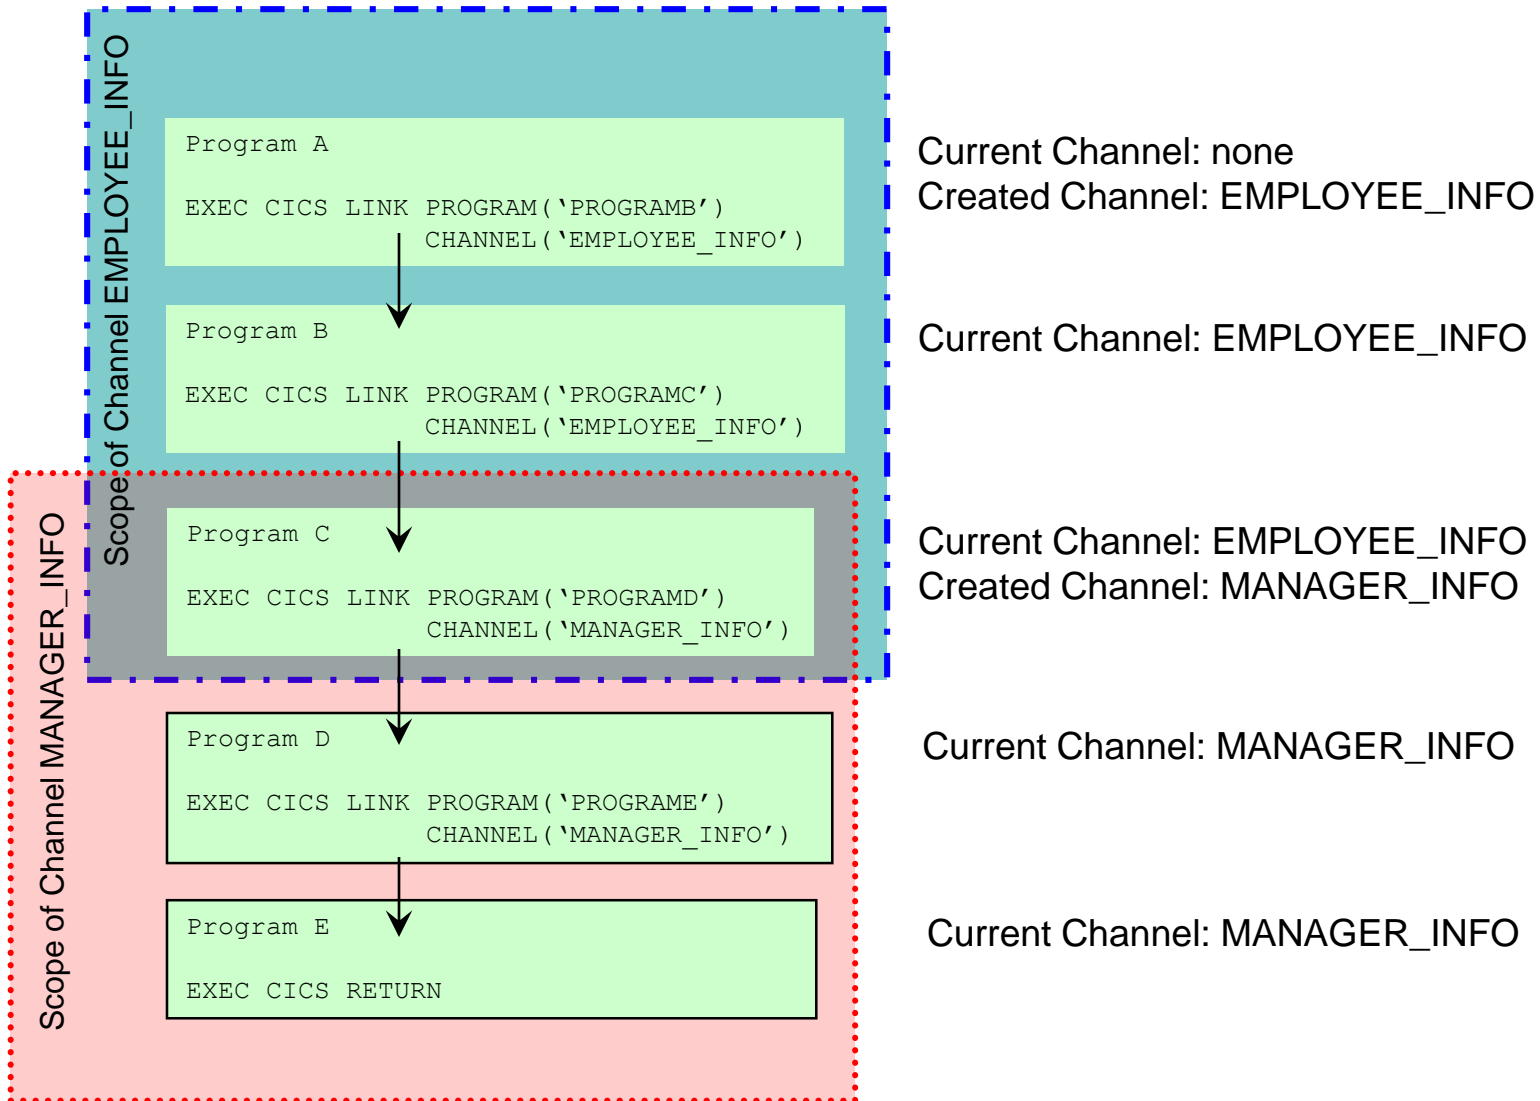 Scope of Channel EMPLOYEE_INFO
Program A
EXEC CICS LINK PROGRAM(‘PROGRAMB’)
CHANNEL(‘EMPLOYEE_INFO’)
Current Channel: none
Created Channel: EMPLOYEE_INFO
Program B
EXEC CICS LINK PROGRAM(‘PROGRAMC’)
CHANNEL(‘EMPLOYEE_INFO’)
Current Channel: EMPLOYEE_INFO
Scope of Channel MANAGER_INFO
Program C
EXEC CICS LINK PROGRAM(‘PROGRAMD’)
CHANNEL(‘MANAGER_INFO’)
Current Channel: EMPLOYEE_INFO
Created Channel: MANAGER_INFO
Program D
EXEC CICS LINK PROGRAM(‘PROGRAME’)
CHANNEL(‘MANAGER_INFO’)
Current Channel: MANAGER_INFO
Program E
EXEC CICS RETURN
Current Channel: MANAGER_INFO